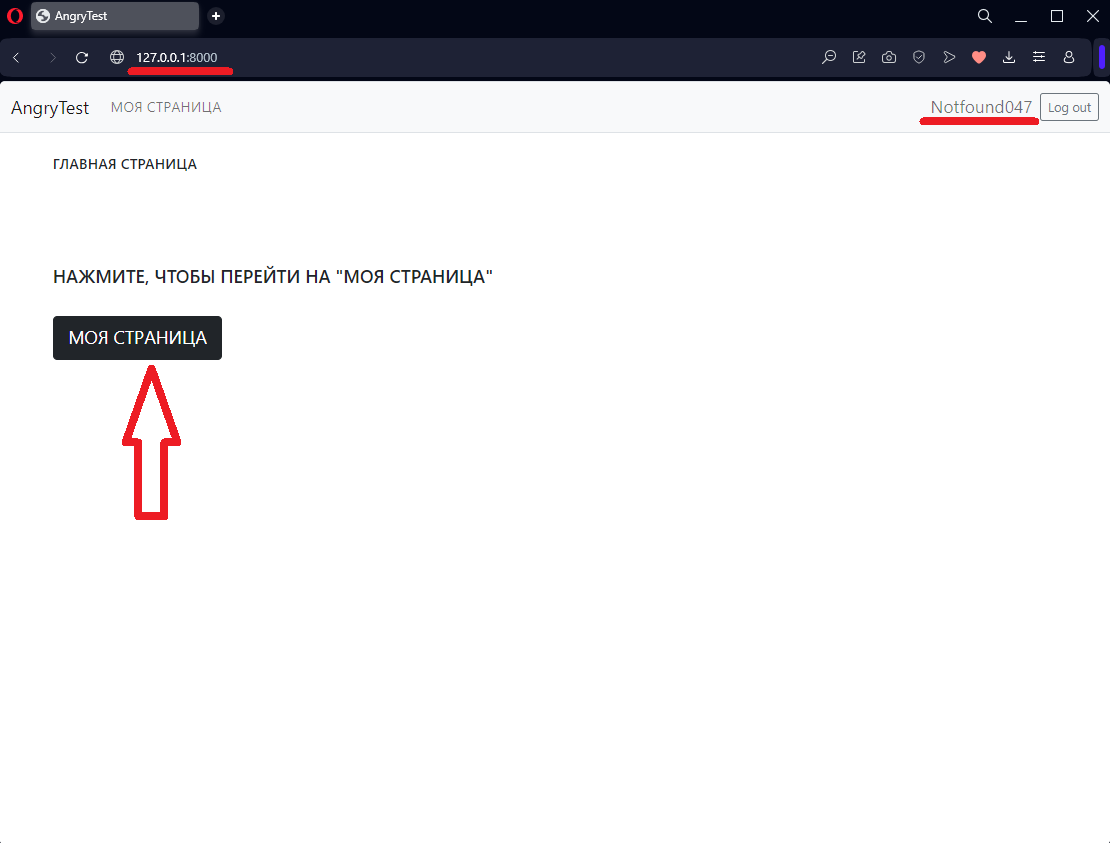 AngryTest
127.0.0.1:8000
AngryTest МОЯ СТРАНИЦА Notfound047 Log out
ГЛАВНАЯ СТРАНИЦА
НАЖМИТЕ, ЧТОБЫ ПЕРЕЙТИ НА "МОЯ СТРАНИЦА"
МОЯ СТРАНИЦА